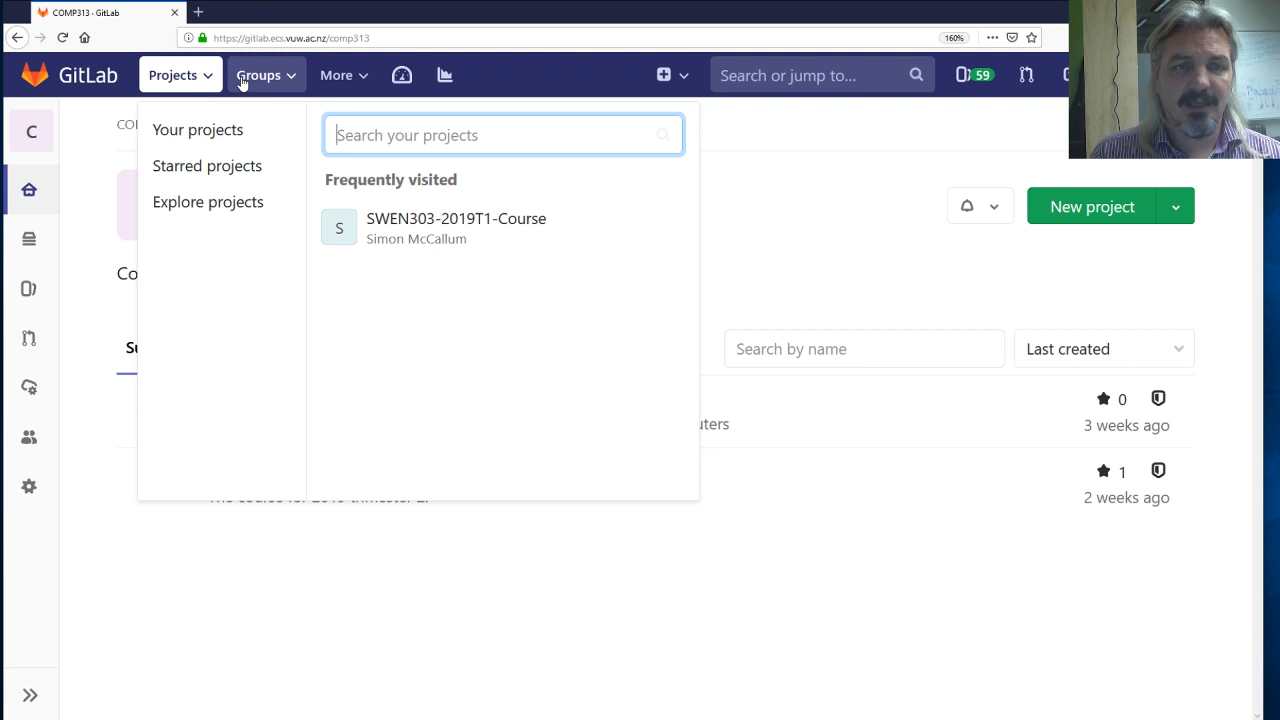 COMP313 · GitLab
https://gitlab.ecs.vuw.ac.nz/comp313
160%
GitLab
Projects
Groups
More
Search or jump to...
59
C
Your projects
Starred projects
Explore projects
Search your projects
Frequently visited
S
SWEN303-2019T1-Course
Simon McCallum
New project
Search by name
Last created
0
3 weeks ago
1
2 weeks ago